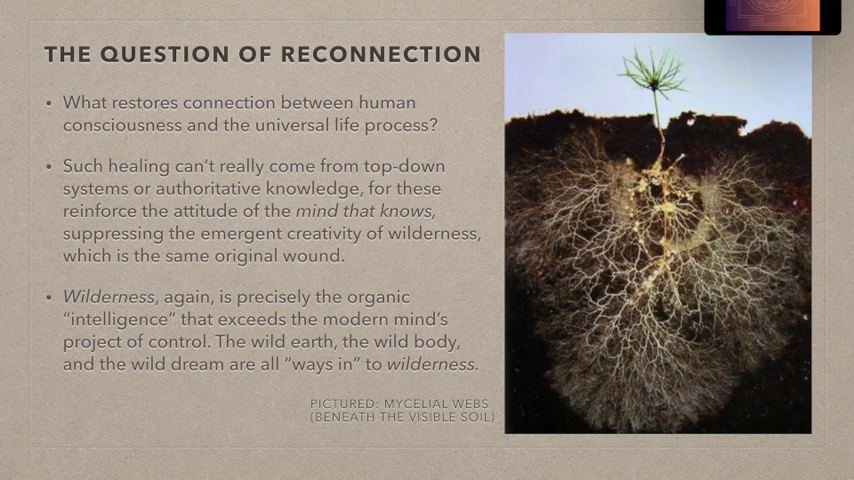 THE QUESTION OF RECONNECTION
• What restores connection between human
consciousness and the universal life process?
• Such healing can’t really come from top-down
systems or authoritative knowledge, for these
reinforce the attitude of the mind that knows,
suppressing the emergent creativity of wilderness,
which is the same original wound.
• Wilderness, again, is precisely the organic
“intelligence” that exceeds the modern mind’s
project of control. The wild earth, the wild body,
and the wild dream are all “ways in” to wilderness.
PICTURED: MYCELIAL WEBS
(BENEATH THE VISIBLE SOIL)